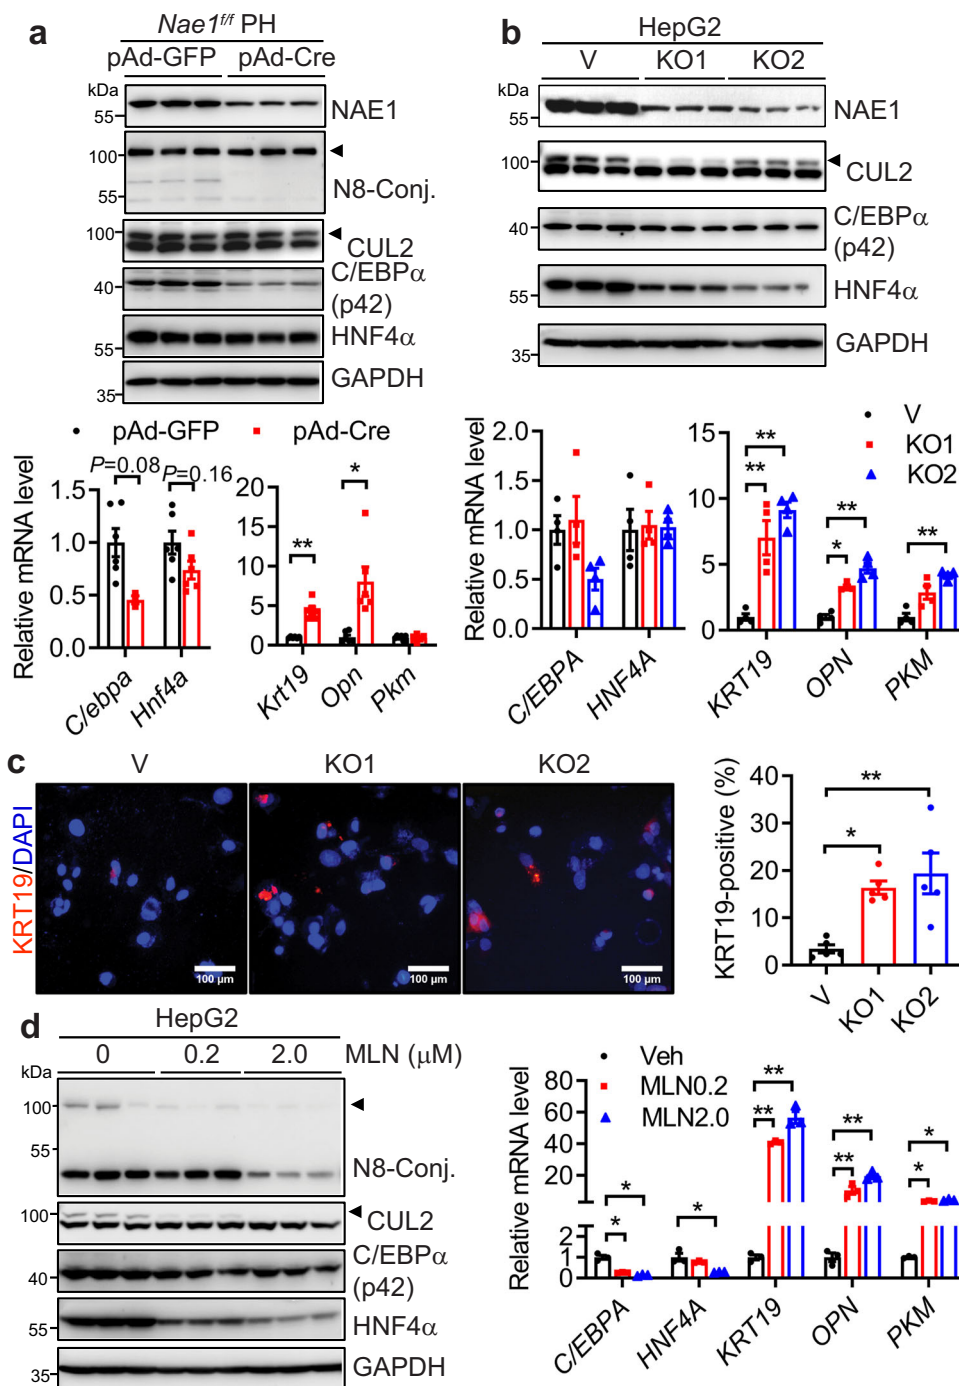 a
Nae1f/f PH
pAd-GFP pAd-Cre
kDa
55
NAE1
100
55
N8-Conj.
100
CUL2
40
C/EBPα
(p42)
55
HNF4α
35
GAPDH
pAd-GFP pAd-Cre
Relative mRNA level
1.5
1.0
0.5
0.0
P=0.08
P=0.16
C/ebpa
Hnf4a
20
15
10
5
0
**
*
Krt19
Opn
Pkm
b
HepG2
V KO1 KO2
kDa
55
NAE1
100
CUL2
40
C/EBPα
(p42)
55
HNF4α
35
GAPDH
V
KO1
KO2
Relative mRNA level
2.0
1.5
1.0
0.5
0.0
C/EBPA
HNF4A
15
10
5
0
**
**
**
*
**
KRT19
OPN
PKM
c
V KO1 KO2
KRT19/DAPI
100 µm
100 µm
100 µm
KRT19-positive (%)
40
30
20
10
0
**
*
V
KO1
KO2
d
HepG2
0 0.2 2.0 MLN (μM)
kDa
100
55
N8-Conj.
100
CUL2
40
C/EBPα
(p42)
55
HNF4α
35
GAPDH
Veh
MLN0.2
MLN2.0
Relative mRNA level
80
60
40
20
2
1
0
*
*
*
**
**
**
**
*
*
C/EBPA
HNF4A
KRT19
OPN
PKM